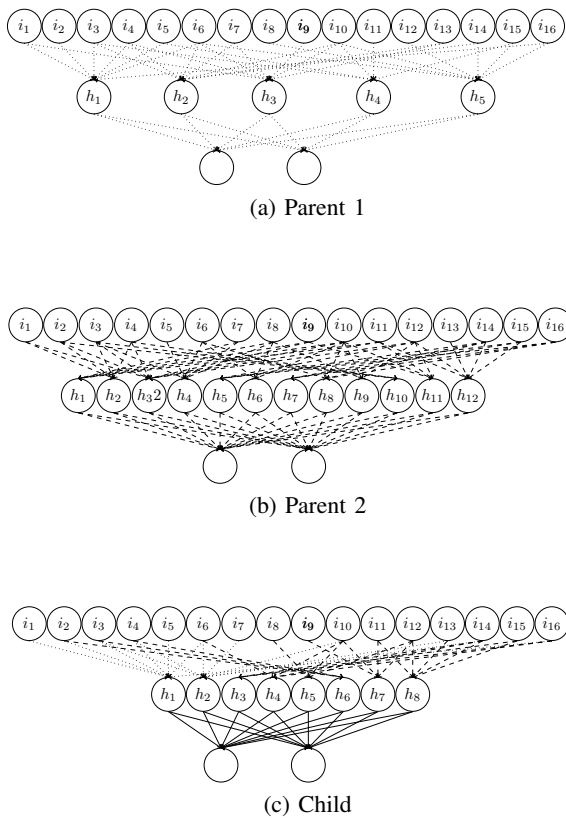 i1 i2 i3 i4 i5 i6 i7 i8 i9 i10 i11 i12 i13 i14 i15 i16
h1 h2 h3 h4 h5
(a) Parent 1
i1 i2 i3 i4 i5 i6 i7 i8 i9 i10 i11 i12 i13 i14 i15 i16
h1 h2 h32 h4 h5 h6 h7 h8 h9 h10 h11 h12
(b) Parent 2
i1 i2 i3 i4 i5 i6 i7 i8 i9 i10 i11 i12 i13 i14 i15 i16
h1 h2 h3 h4 h5 h6 h7 h8
(c) Child